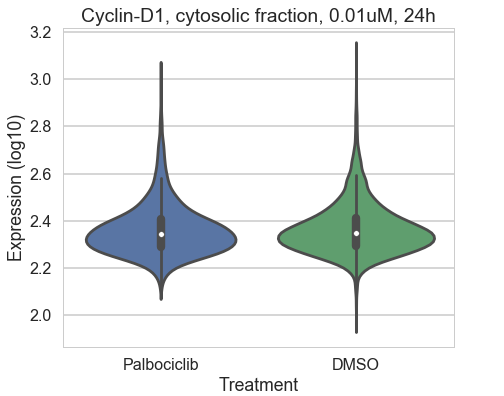 Cyclin-D1, cytosolic fraction, 0.01uM, 24h
3.2
3.0
2.8
2.6
2.4
2.2
2.0
Expression (log10)
Palbociclib DMSO
Treatment